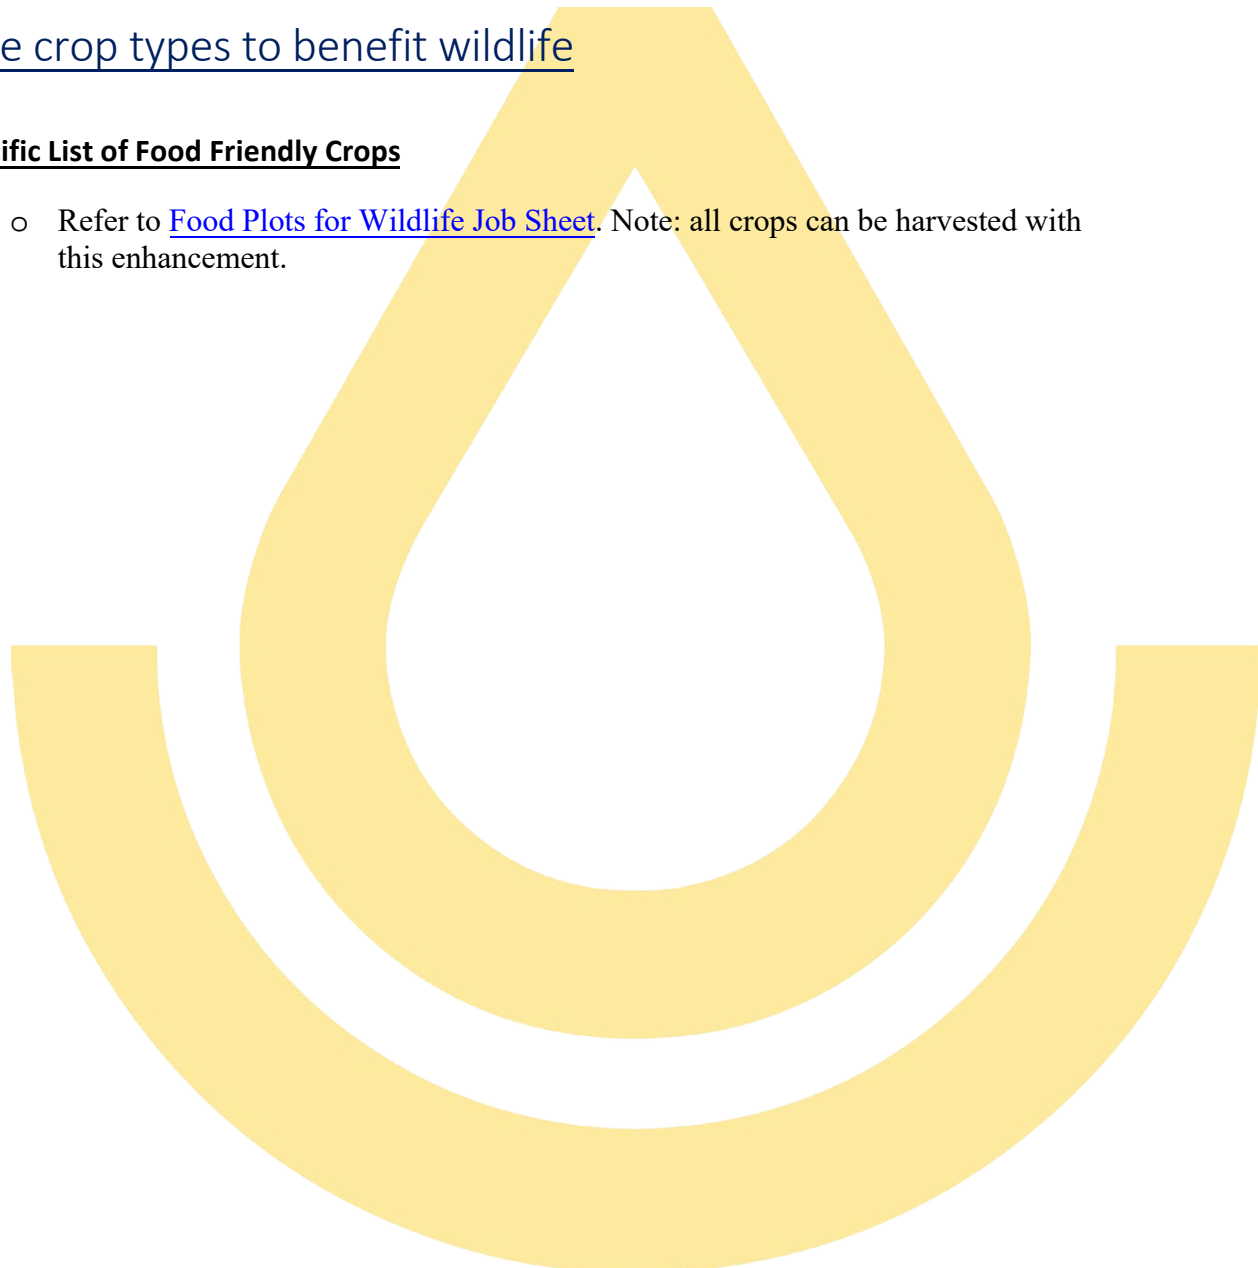 e crop types to benefit wildlife
ific List of Food Friendly Crops
o Refer to Food Plots for Wildlife Job Sheet. Note: all crops can be harvested with
this enhancement.